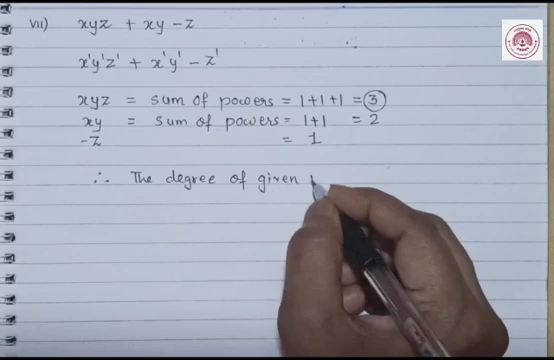 VII) xyz + xy - z
x¹y¹z¹ + x¹y¹ - z¹
xyz = sum of powers = 1+1+1 = 3
xy = sum of powers = 1+1 = 2
-z = 1
∴ The degree of given